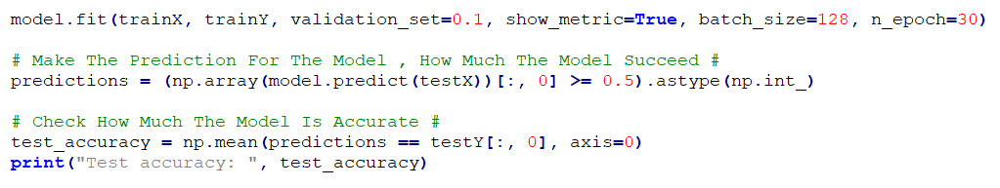 model.fit(trainX, trainY, validation_set=0.1, show_metric=True, batch_size=128, n_epoch=30)
# Make The Prediction For The Model , How Much The Model Succeed #
predictions = (np.array(model.predict(testX))[:, 0] >= 0.5).astype(np.int_)
# Check How Much The Model Is Accurate #
test_accuracy = np.mean(predictions == testY[:, 0], axis=0)
print("Test accuracy: ", test_accuracy)